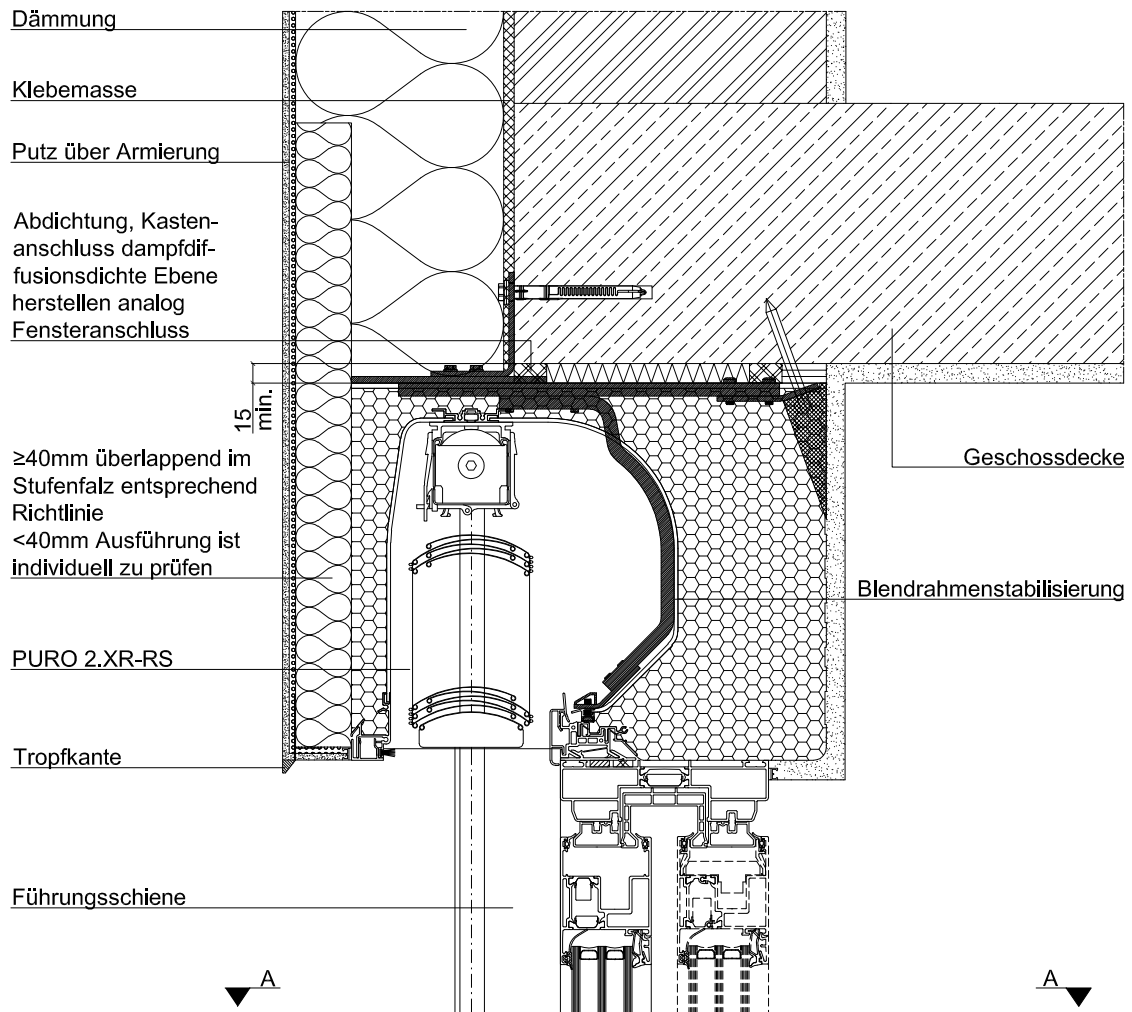 Dämmung
Klebemasse
Putz über Armierung
Abdichtung, Kasten-
anschluss dampfdif-
fusionsdichte Ebene
herstellen analog
Fensteranschluss
15
min.
≥40mm überlappend im
Stufenfalz entsprechend
Richtlinie
<40mm Ausführung ist
individuell zu prüfen
PURO 2.XR-RS
Tropfkante
Führungsschiene
Geschossdecke
Blendrahmenstabilisierung
A
A